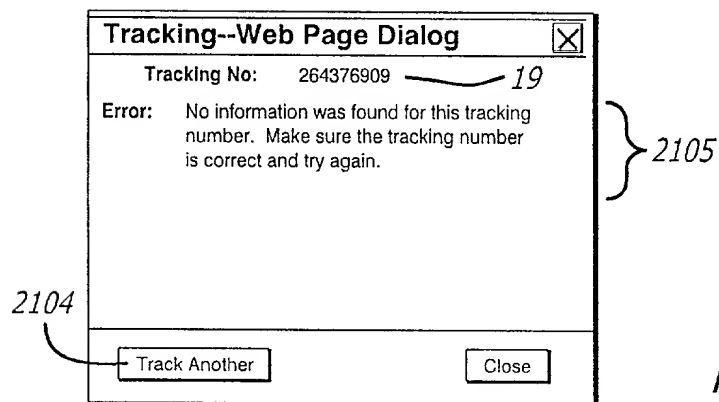 Tracking--Web Page Dialog
Tracking No: 264376909 19
Error: No information was found for this tracking
number. Make sure the tracking number
is correct and try again.
2105
2104
Track Another Close